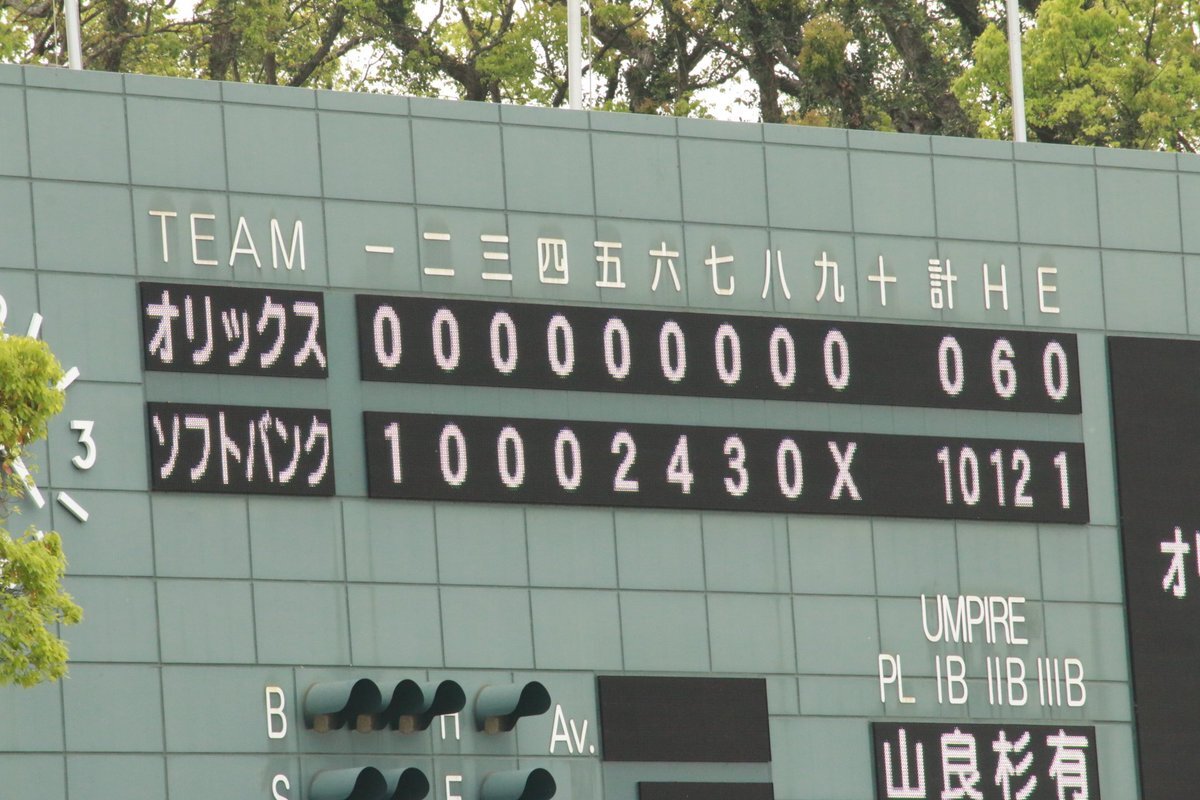 TEAM 一 二 三 四 五 六 七 八 九 十 計 H E
オリックス 0 0 0 0 0 0 0 0 0 0 6 0
ソフトバンク 1 0 0 0 2 4 3 0 X 10 12 1
3
オリ
UMPIRE
PL IB IIB IIIB
B H Av.
山 良 杉 有
S E